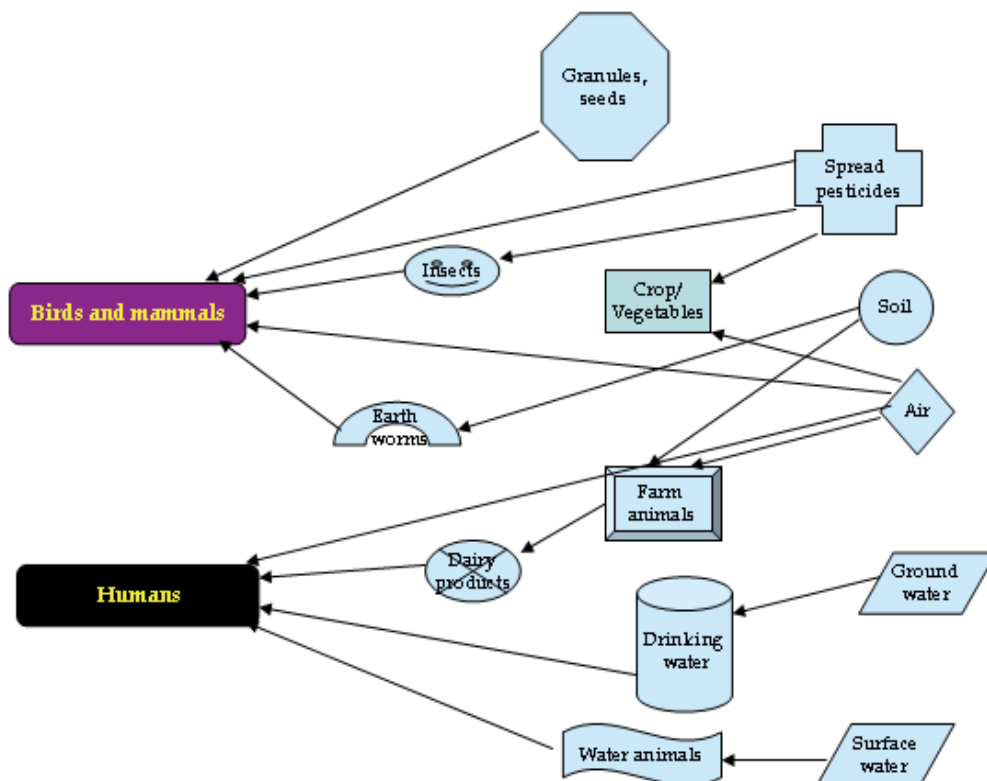 Granules,
seeds
Spread
pesticides
Insects
Crop/
Vegetables
Soil
Birds and mammals
Air
Earth
worms
Farm
animals
Dairy
products
Ground
water
Humans
Drinking
water
Water animals
Surface
water